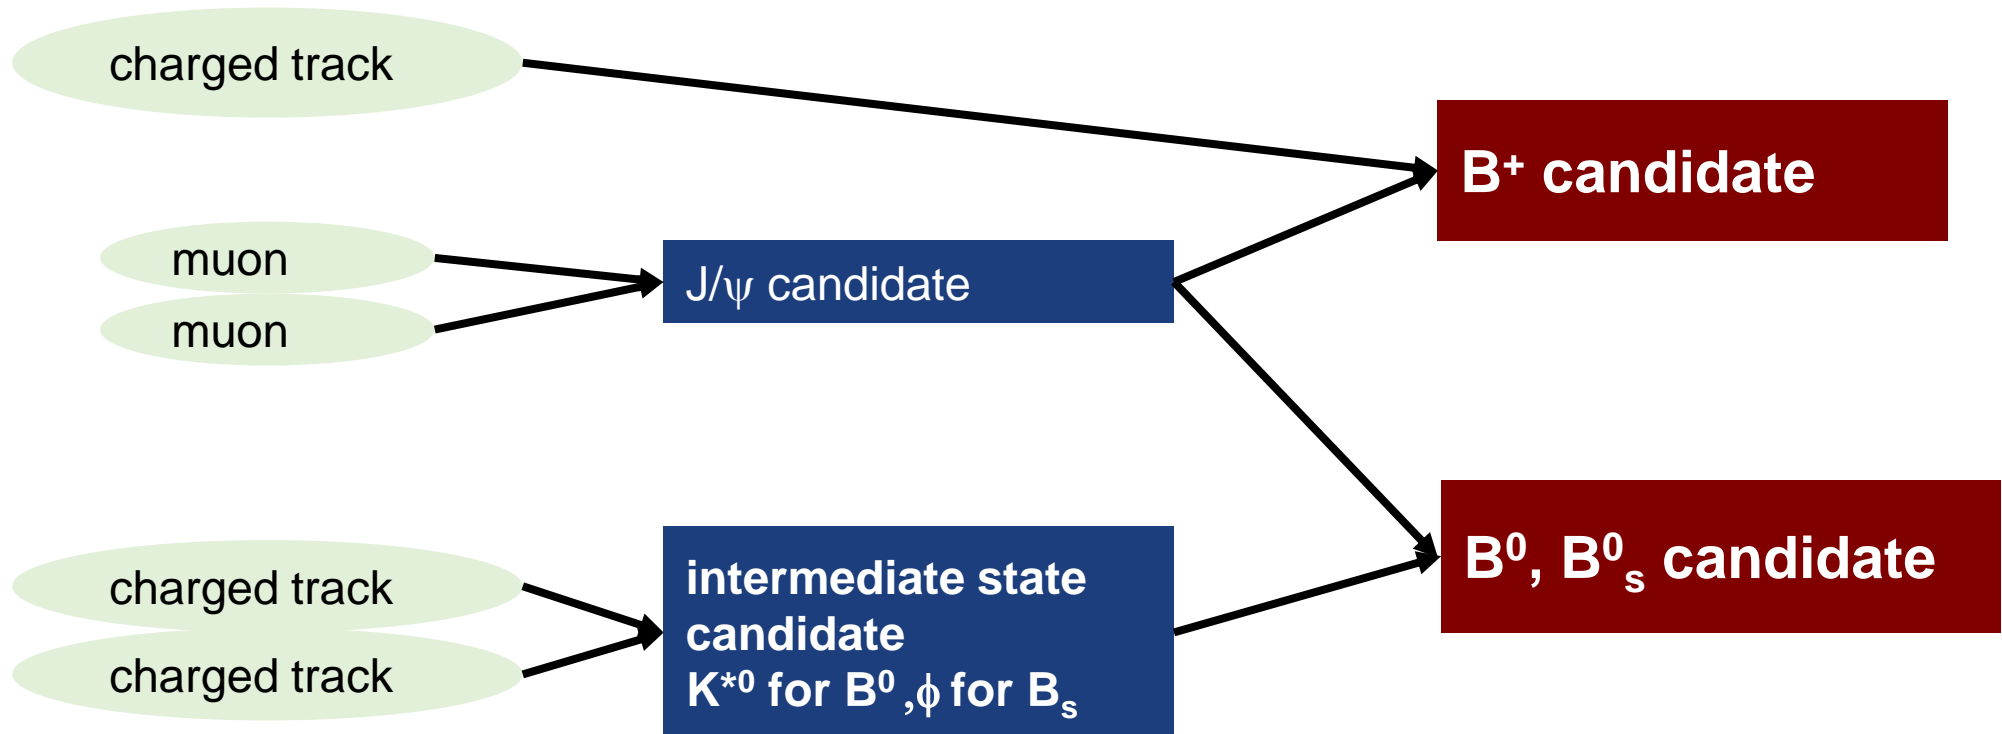 charged track
B⁺ candidate
muon
J/ψ candidate
muon
B⁰, B⁰ₛ candidate
intermediate state
candidate
K*⁰ for B⁰ ,ϕ for Bₛ
charged track
charged track